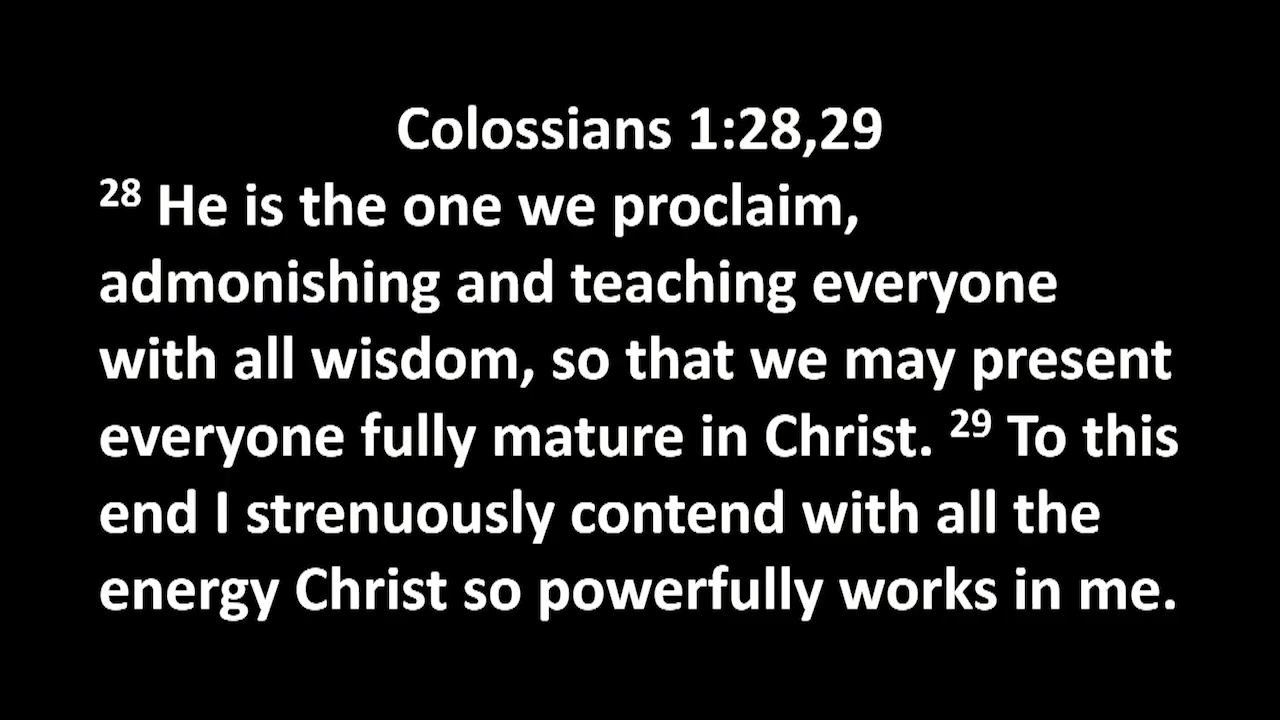 Colossians 1:28,29
28 He is the one we proclaim,
admonishing and teaching everyone
with all wisdom, so that we may present
everyone fully mature in Christ. 29 To this
end I strenuously contend with all the
energy Christ so powerfully works in me.